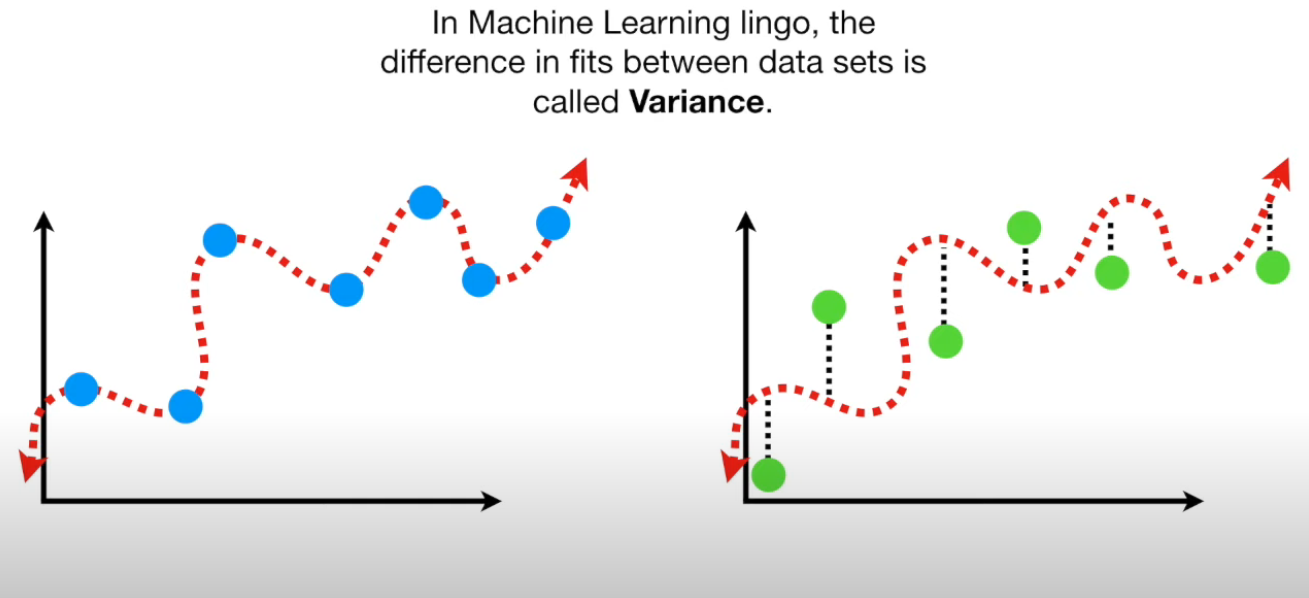 In Machine Learning lingo, the
difference in fits between data sets is
called Variance.